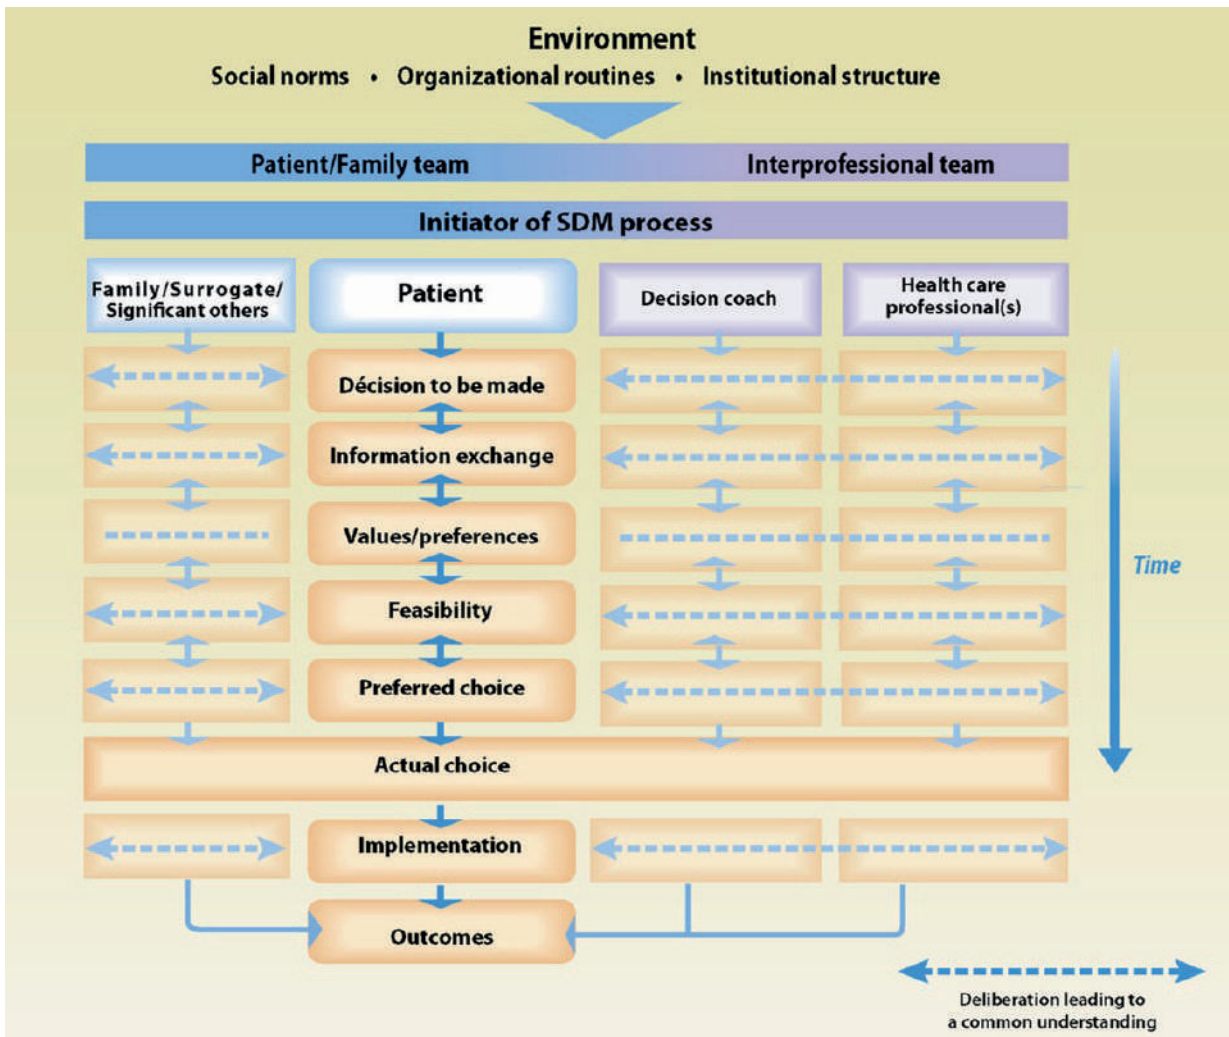 Environment
Social norms • Organizational routines • Institutional structure
Patient/Family team
Interprofessional team
Initiator of SDM process
Family/Surrogate/
Significant others
Patient
Decision coach
Health care
professional(s)
Décision to be made
Information exchange
Values/preferences
Time
Feasibility
Preferred choice
Actual choice
Implementation
Outcomes
Deliberation leading to
a common understanding